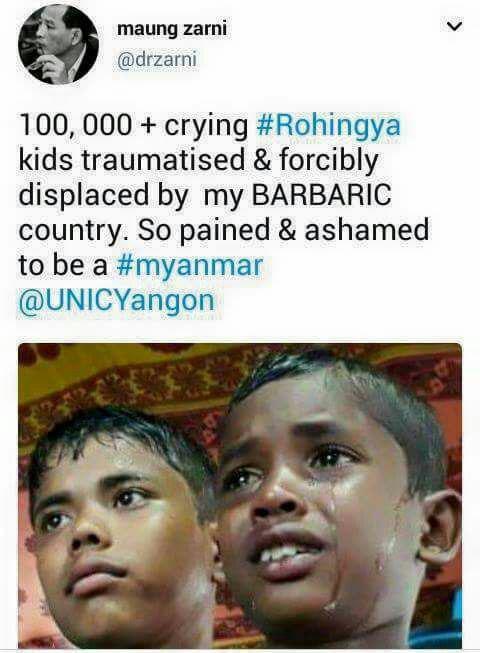 maung zarni
@drzarni
100,000 + crying #Rohingya
kids traumatised & forcibly
displaced by my BARBARIC
country. So pained & ashamed
to be a #myanmar
@UNICYangon